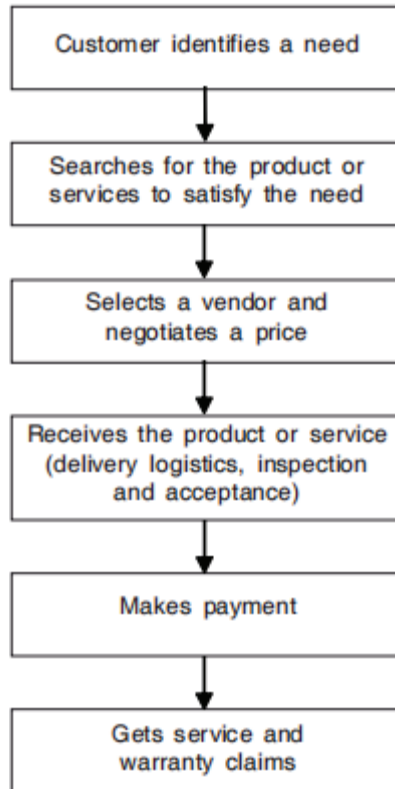 Customer identifies a need
Searches for the product or
services to satisfy the need
Selects a vendor and
negotiates a price
Receives the product or service
(delivery logistics, inspection
and acceptance)
Makes payment
Gets service and
warranty claims